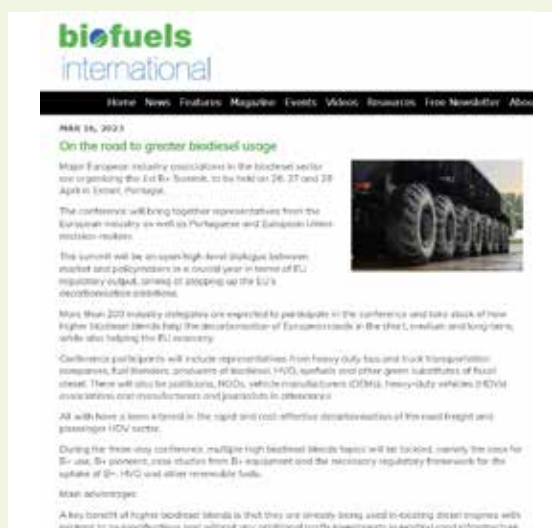 biofuels
international
Home News Features Magazine Events Videos Resources Free Newsletter Abou
MAR 16, 2023
On the road to greater biodiesel usage
Major European industry associations in the biodiesel sector
are organising the 1st B+ Summit, to be held on 26, 27 and 28
April in Portugal.
The conference will bring together representatives from the
European industry as well as Portuguese and European Union
decision-makers.
The summit will be an open high-level dialogue between
market and policymakers in a crucial year in terms of EU
regulatory output, aiming at stepping up the EU's
decarbonisation ambitions.
More than 200 industry delegates are expected to participate in the conference and take stock of how
higher biodiesel blends help the decarbonisation of European roads in the short, medium and long-term,
while also helping the EU economy.
Conference participants will include representatives from heavy duty bus and truck transportation
companies, fuel blenders, producers of biodiesel, HVO, synfuels and other green substitutes of fossil
diesel. There will also be politicians, NGOs, vehicle manufacturers (OEMs), heavy-duty vehicles (HDVs)
associations and manufacturers and journalists in attendance.
All with have a keen interest in the rapid and cost-effective decarbonisation of the road freight and
passenger HDV sector.
During the three-day conference, multiple high biodiesel blends topics will be tackled, namely the case for
B+ use, B+ pioneers, case studies from B+ equipment and the necessary regulatory framework for the
uptake of B+, HVO and other renewable fuels.
Main advantages
A key benefit of higher biodiesel blends is that they are already being used in existing diesel engines with